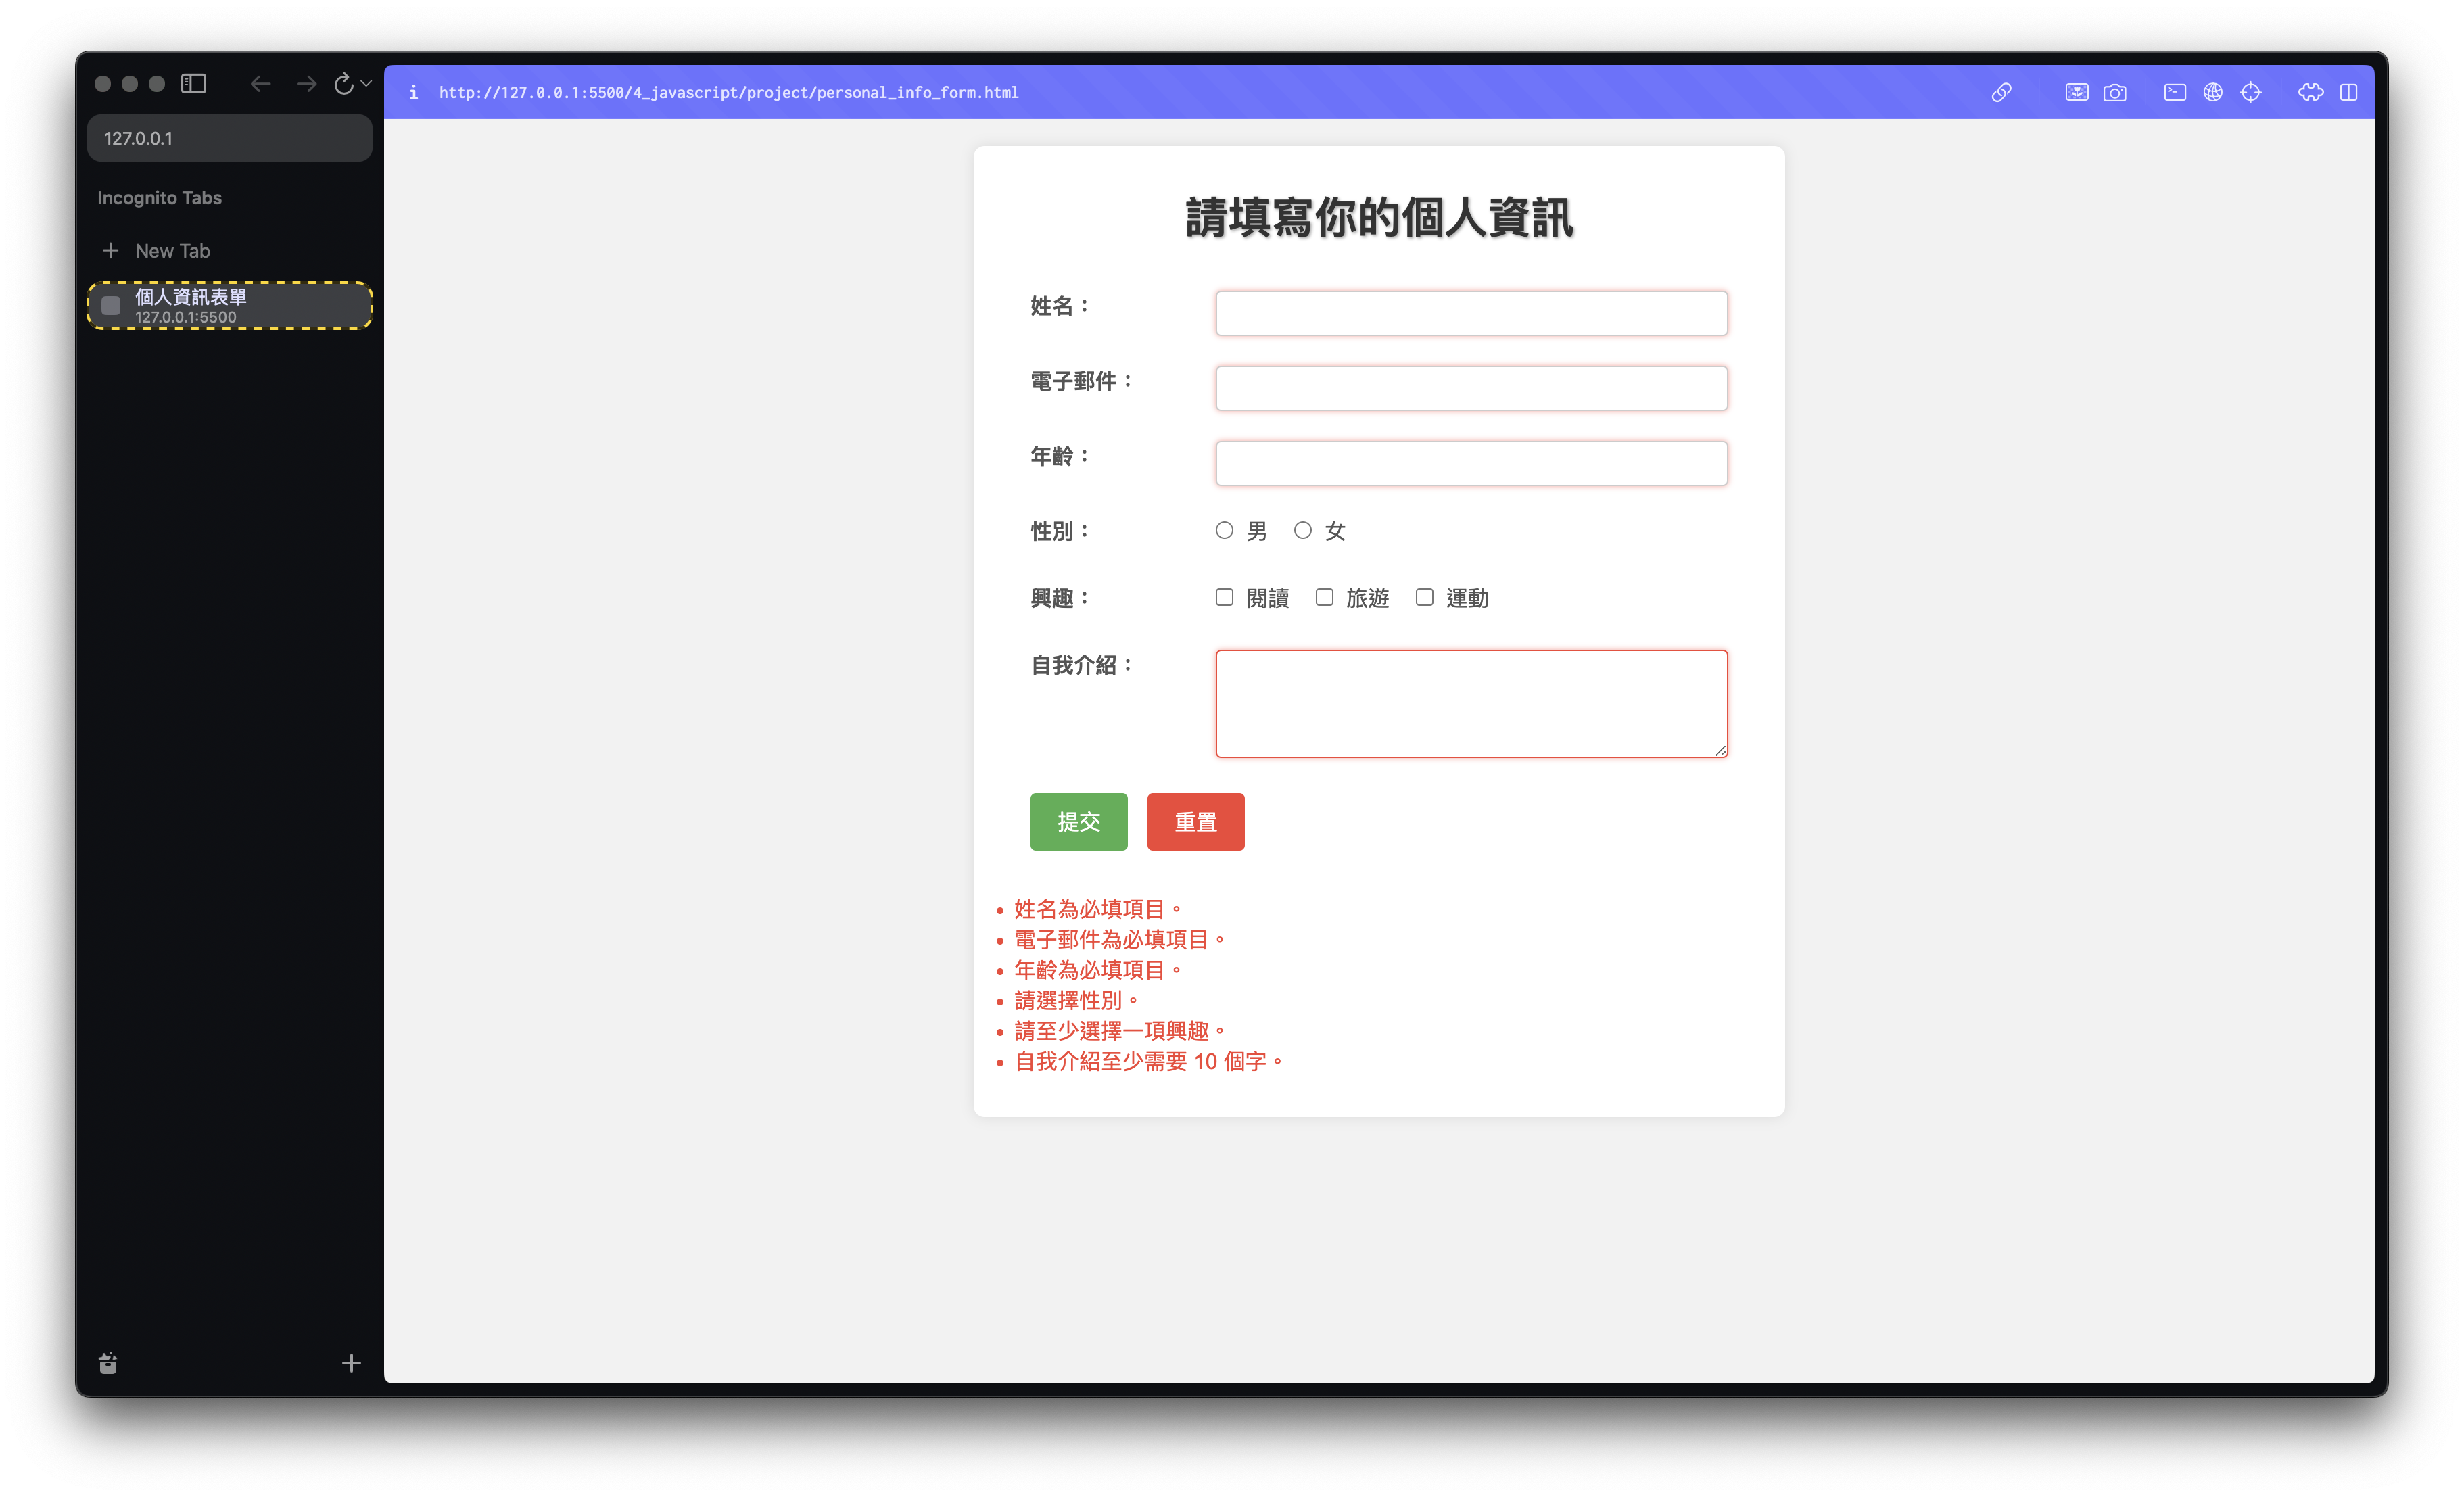 http://127.0.0.1:5500/4_javascript/project/personal_info_form.html
127.0.0.1
Incognito Tabs
New Tab
個人資訊表單
127.0.0.1:5500
請填寫你的個人資訊
姓名：
電子郵件：
年齡：
性別： 男 女
興趣： 閱讀 旅遊 運動
自我介紹：
提交 重置
• 姓名為必填項目。
• 電子郵件為必填項目。
• 年齡為必填項目。
• 請選擇性別。
• 請至少選擇一項興趣。
• 自我介紹至少需要 10 個字。